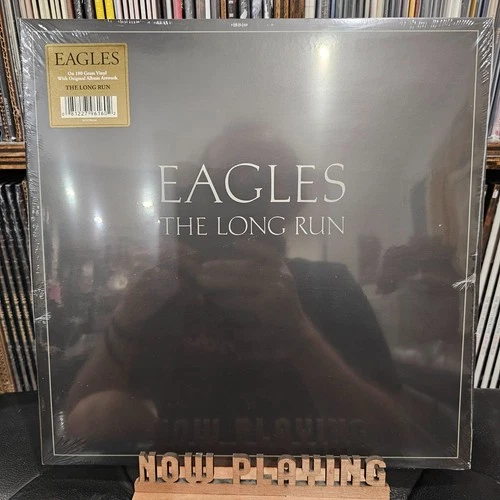 EAGLES
On 180 Gram Vinyl
With Original Album Artwork
THE LONG RUN
EAGLES
THE LONG RUN
NOW PLAYING